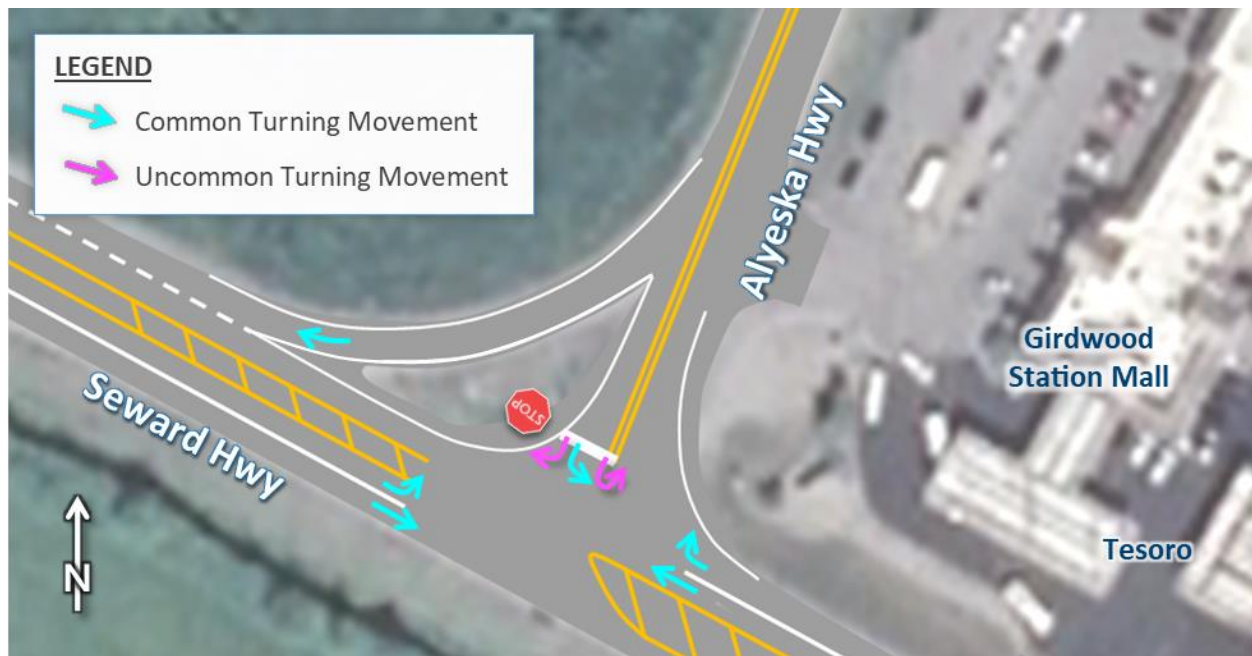 LEGEND
Common Turning Movement
Uncommon Turning Movement
Alyeska Hwy
Girdwood
Station Mall
Seward Hwy
STOP
Tesoro
N